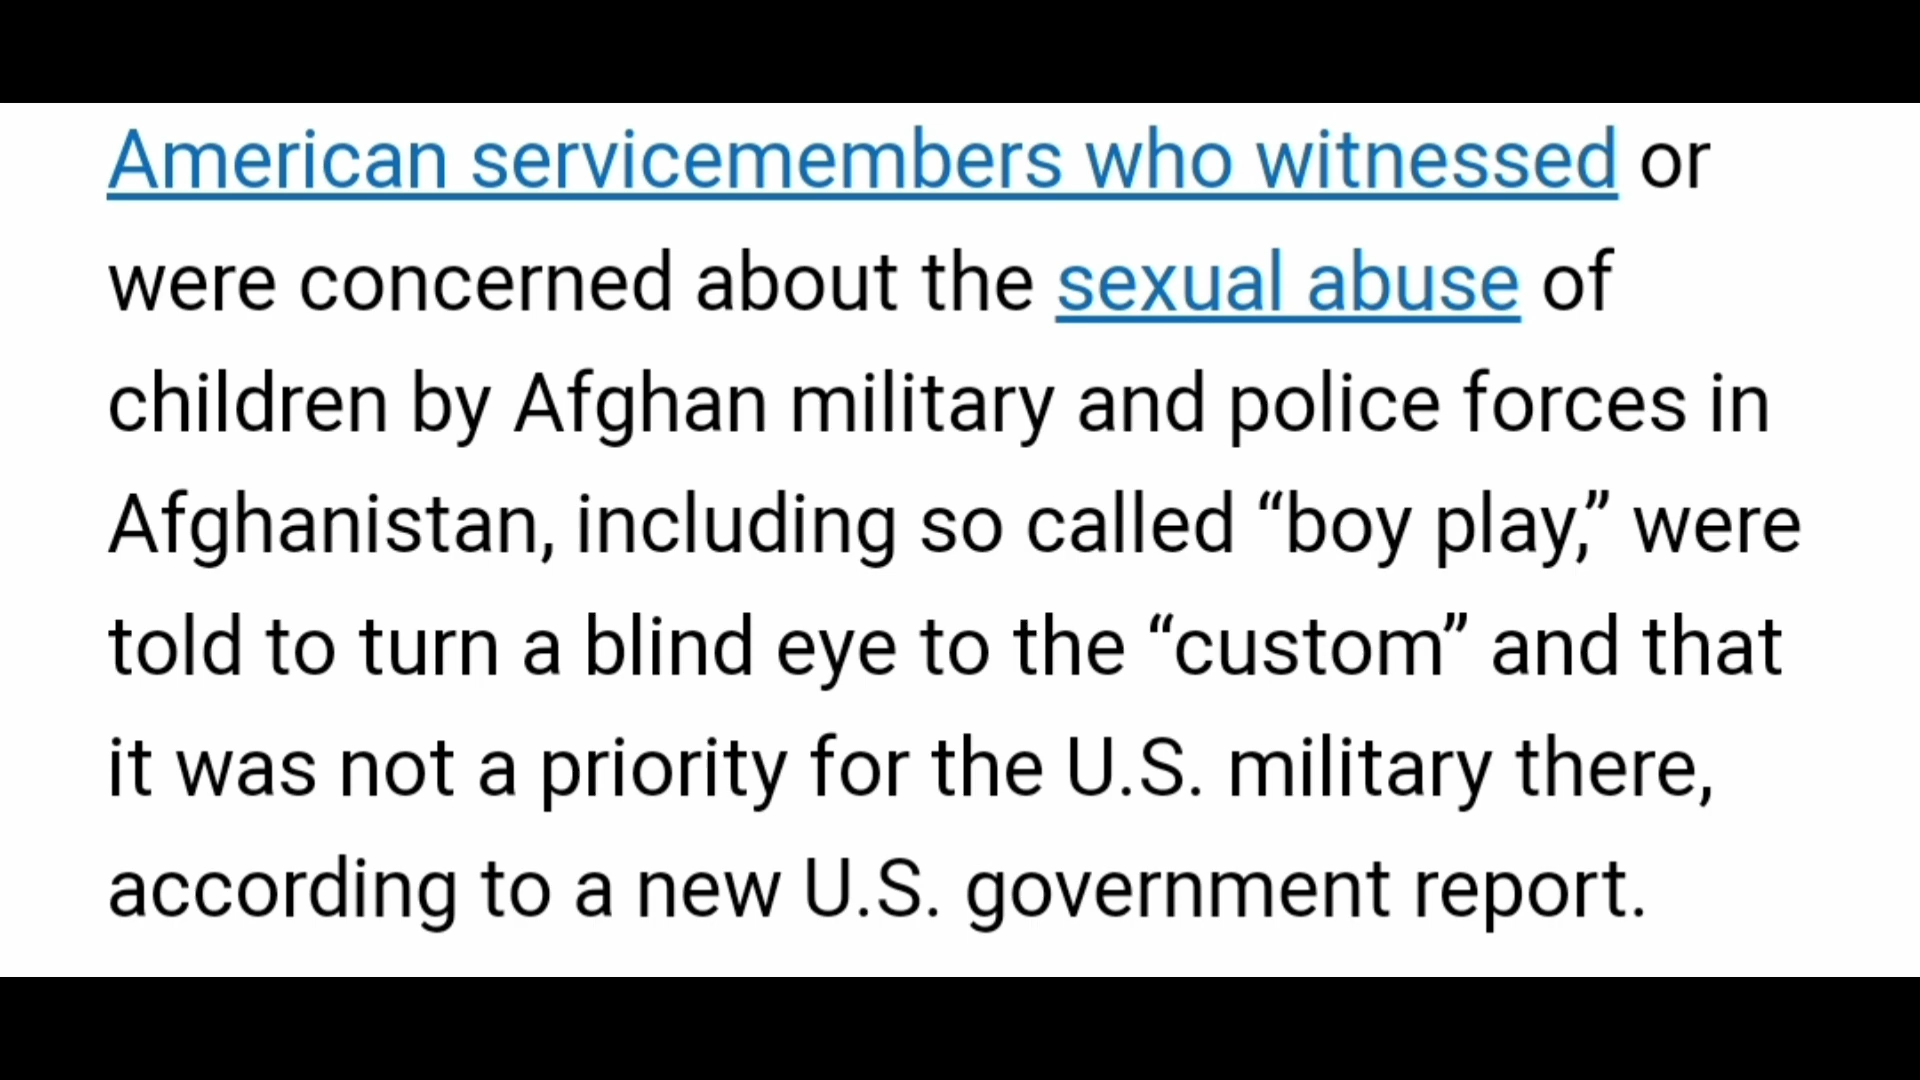 American servicemembers who witnessed or
were concerned about the sexual abuse of
children by Afghan military and police forces in
Afghanistan, including so called “boy play,” were
told to turn a blind eye to the “custom” and that
it was not a priority for the U.S. military there,
according to a new U.S. government report.